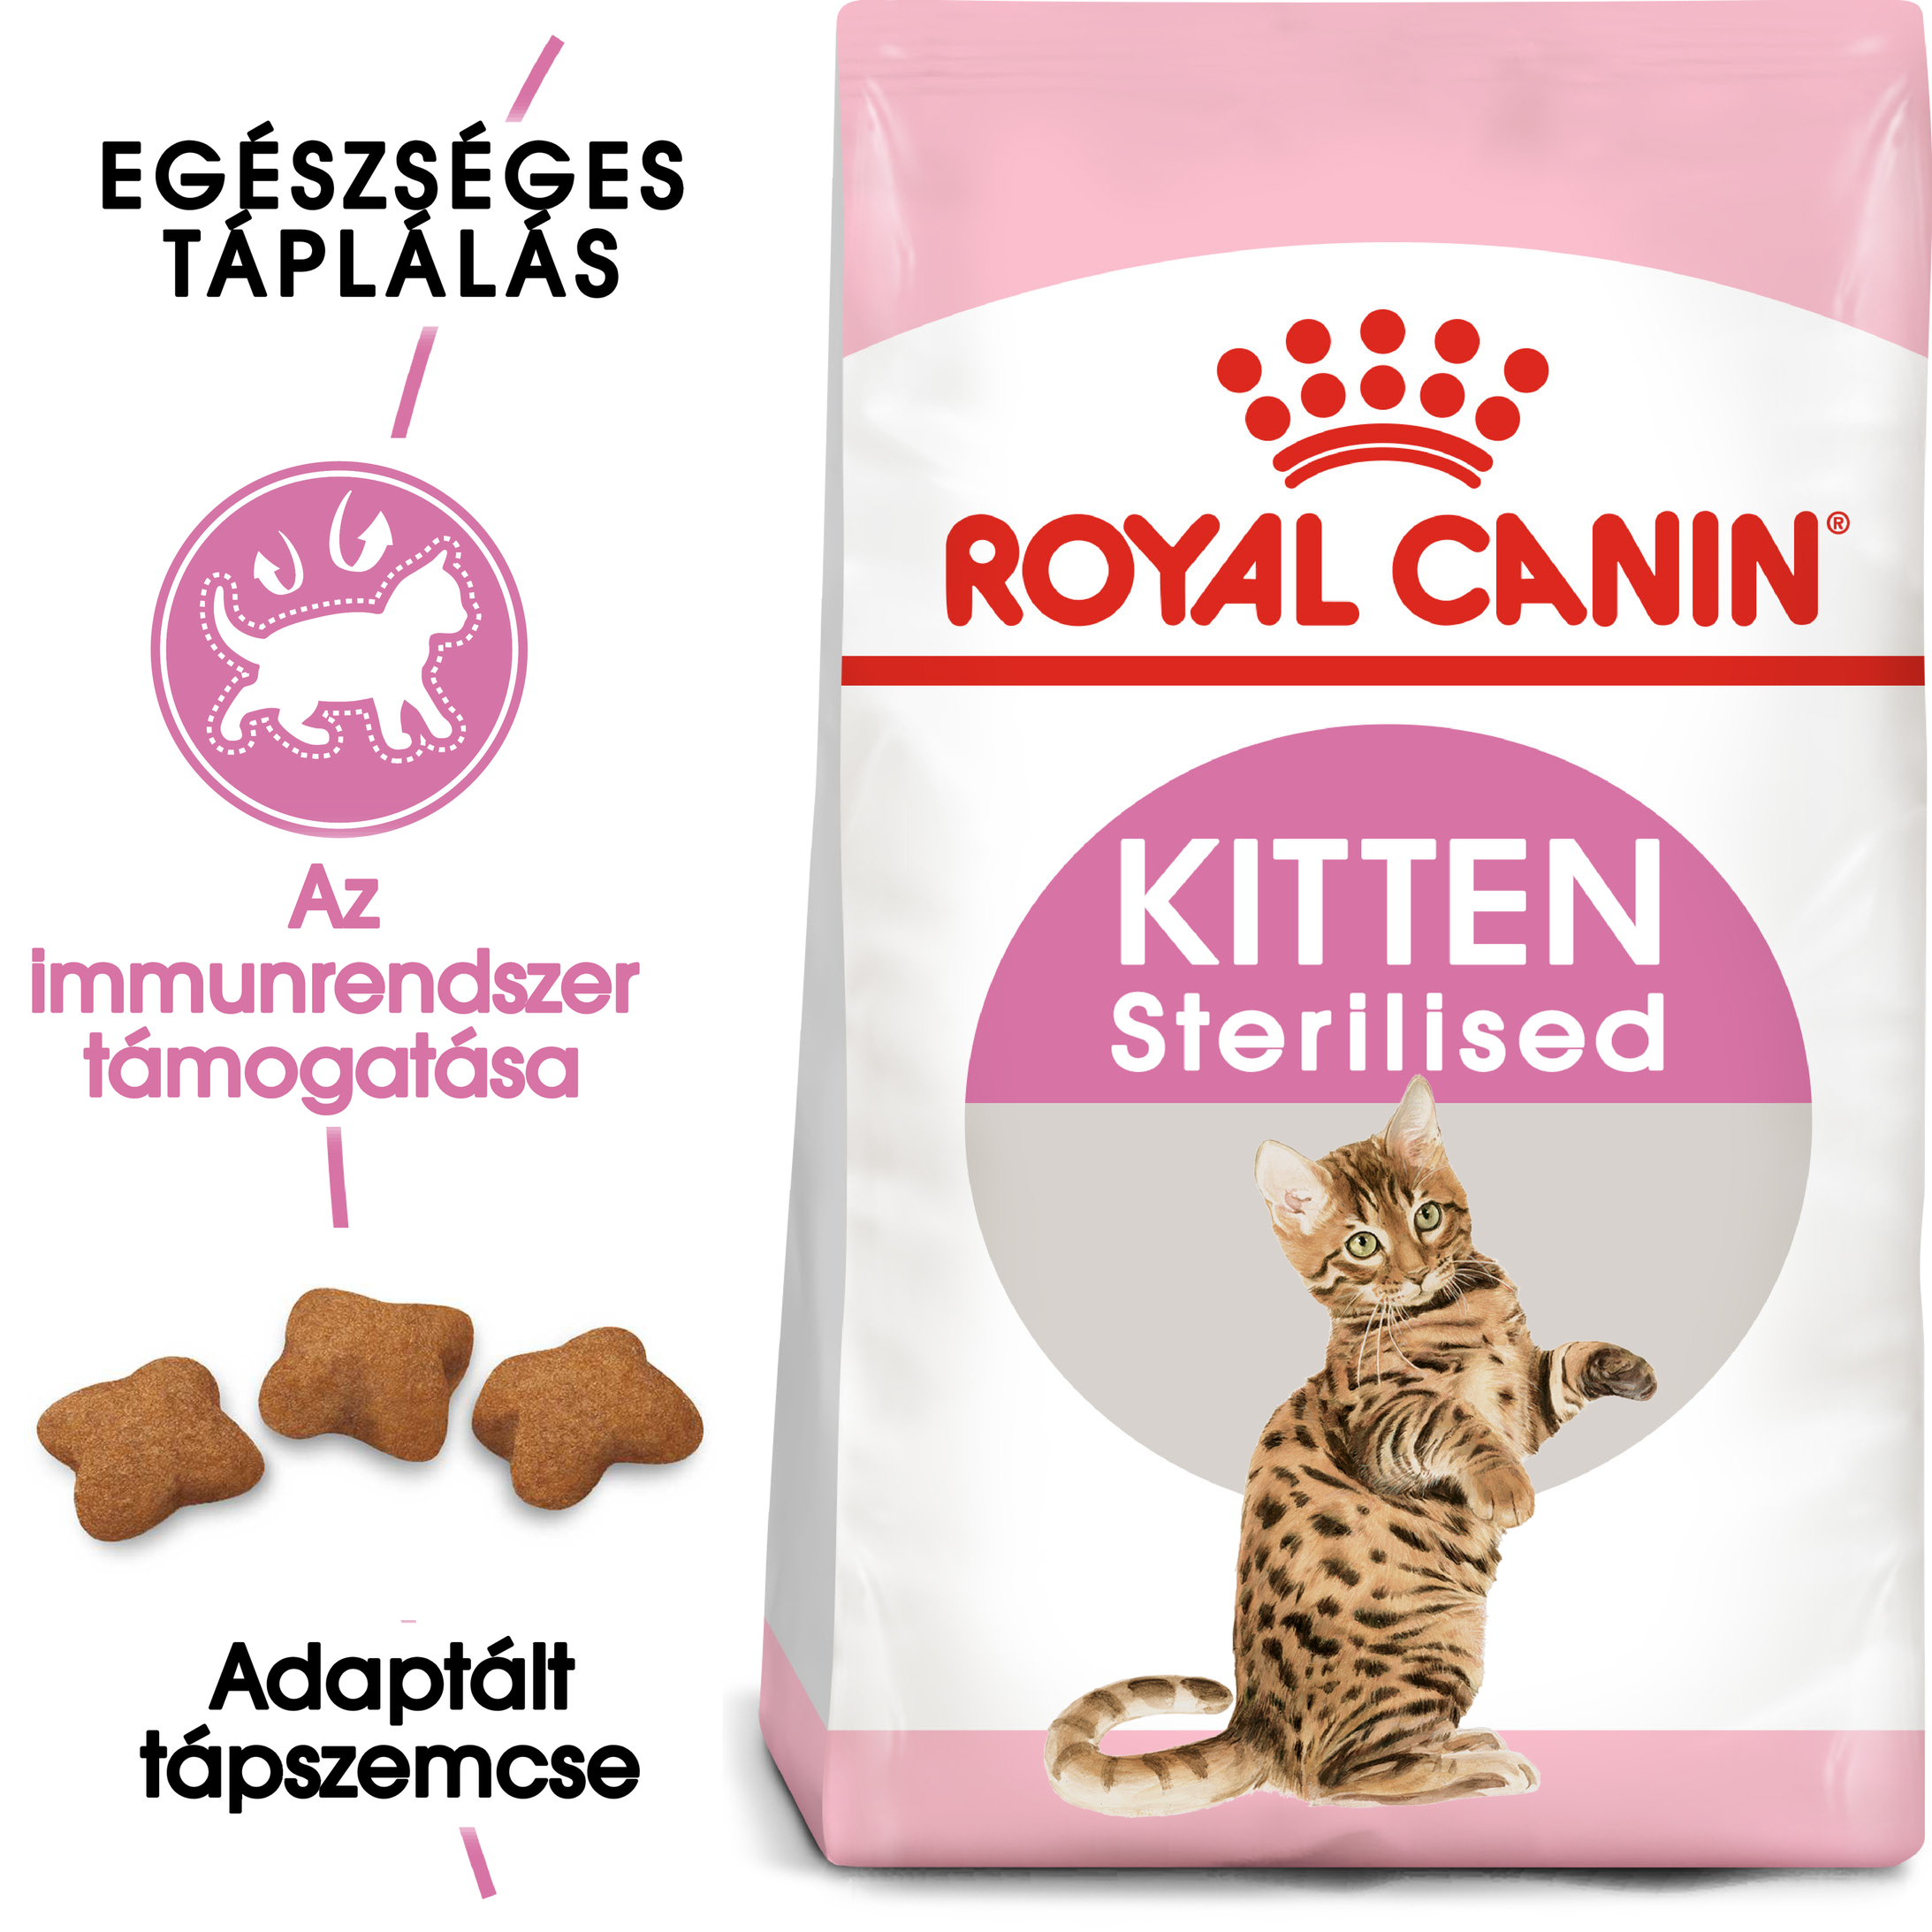 EGÉSZSÉGES
TÁPLÁLÁS
Az
immunrendszer
támogatása
Adaptált
tápszemcse
ROYAL CANIN®
KITTEN
Sterilised